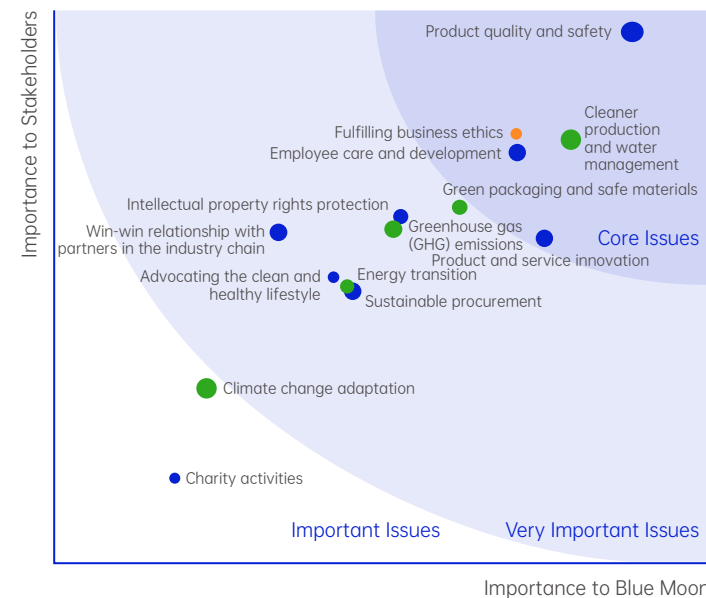 Importance to Stakeholders
Product quality and safety
Cleaner
production
and water
management
Fulfilling business ethics
Employee care and development
Green packaging and safe materials
Intellectual property rights protection
Greenhouse gas
(GHG) emissions
Win-win relationship with
partners in the industry chain
Core Issues
Product and service innovation
Advocating the clean and
healthy lifestyle
Energy transition
Sustainable procurement
Climate change adaptation
Charity activities
Important Issues
Very Important Issues
Importance to Blue Moon